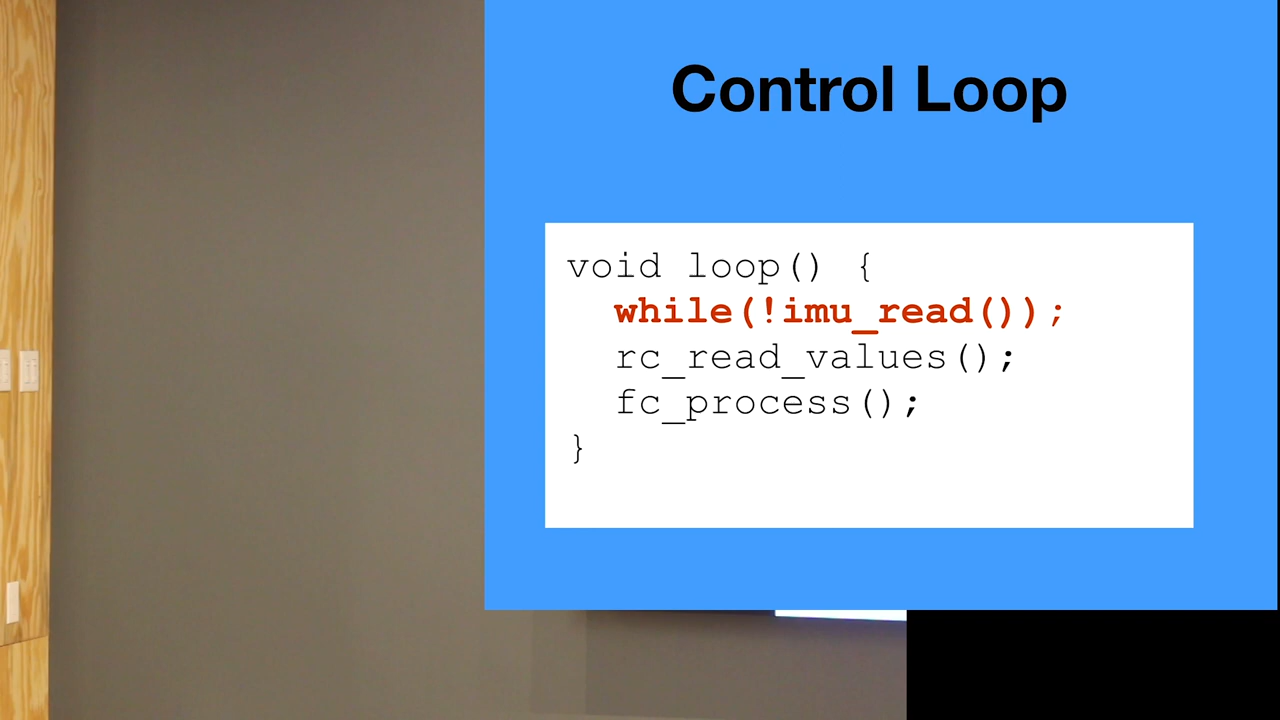 Control Loop
void loop() {
while(!imu_read());
rc_read_values();
fc_process();
}